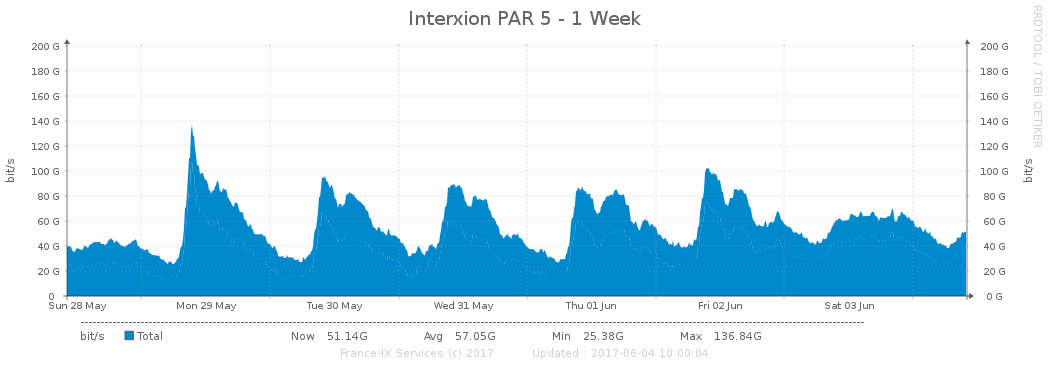 Interxion PAR 5 - 1 Week
RRDTOOL / TOBI OETIKER
bit/s
bit/s
200 G 200 G
180 G 180 G
160 G 160 G
140 G 140 G
120 G 120 G
100 G 100 G
80 G 80 G
60 G 60 G
40 G 40 G
20 G 20 G
0 0 G
Sun 28 May Mon 29 May Tue 30 May Wed 31 May Thu 01 Jun Fri 02 Jun Sat 03 Jun
bit/s Total Now 51.14G Avg 57.05G Min 25.38G Max 136.84G
France-IX Services (c) 2017 Updated : 2017-06-04 10:00:04